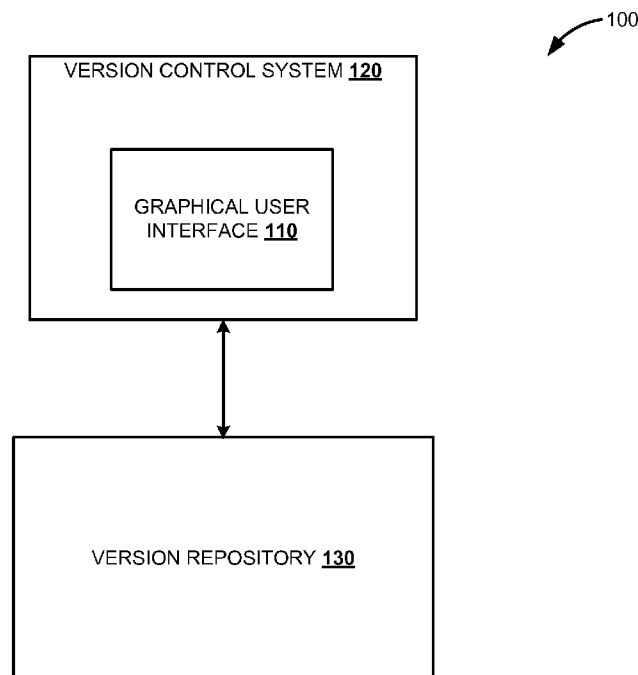 100
VERSION CONTROL SYSTEM 120
GRAPHICAL USER
INTERFACE 110
VERSION REPOSITORY 130